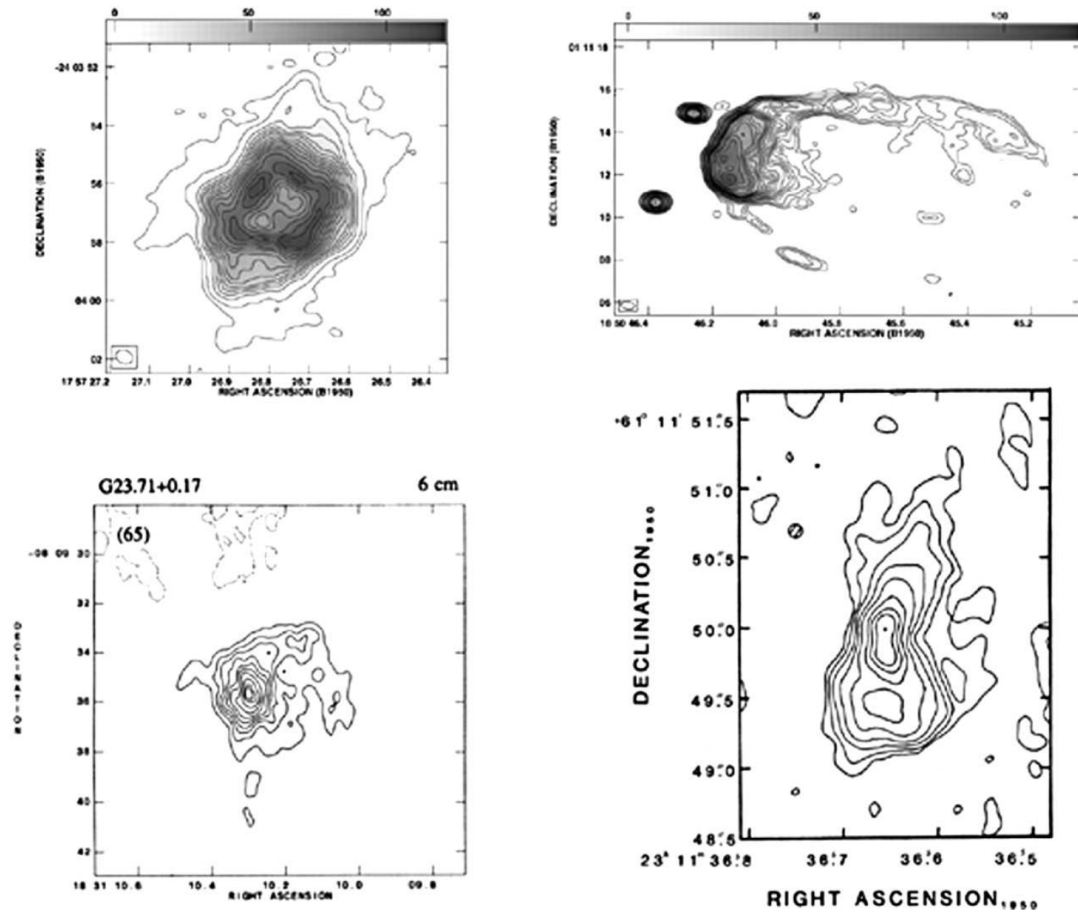 0 50 100
-24 03 52
54
56
58
04 00
02
DECLINATION (B1950)
17 57 27.2 27.1 27.0 26.9 26.8 26.7 26.6 26.5 26.4
RIGHT ASCENSION (B1950)
0 50 100
01 11 18
16
14
12
10
08
06
DECLINATION (B1950)
18 50 46.4 46.2 46.0 45.8 45.6 45.4 45.2
RIGHT ASCENSION (B1950)
G23.71+0.17 6 cm
(65)
-08 09 30
32
34
36
38
40
42
DECLINATION
18 31 10.6 10.4 10.2 10.0 09.8
RIGHT ASCENSION
+61° 11' 51."5
51."0
50."5
50."0
49."5
49."0
48."5
DECLINATION₁₉₅₀
23ʰ 11ᵐ 36ˢ.8 36ˢ.7 36ˢ.6 36ˢ.5
RIGHT ASCENSION₁₉₅₀